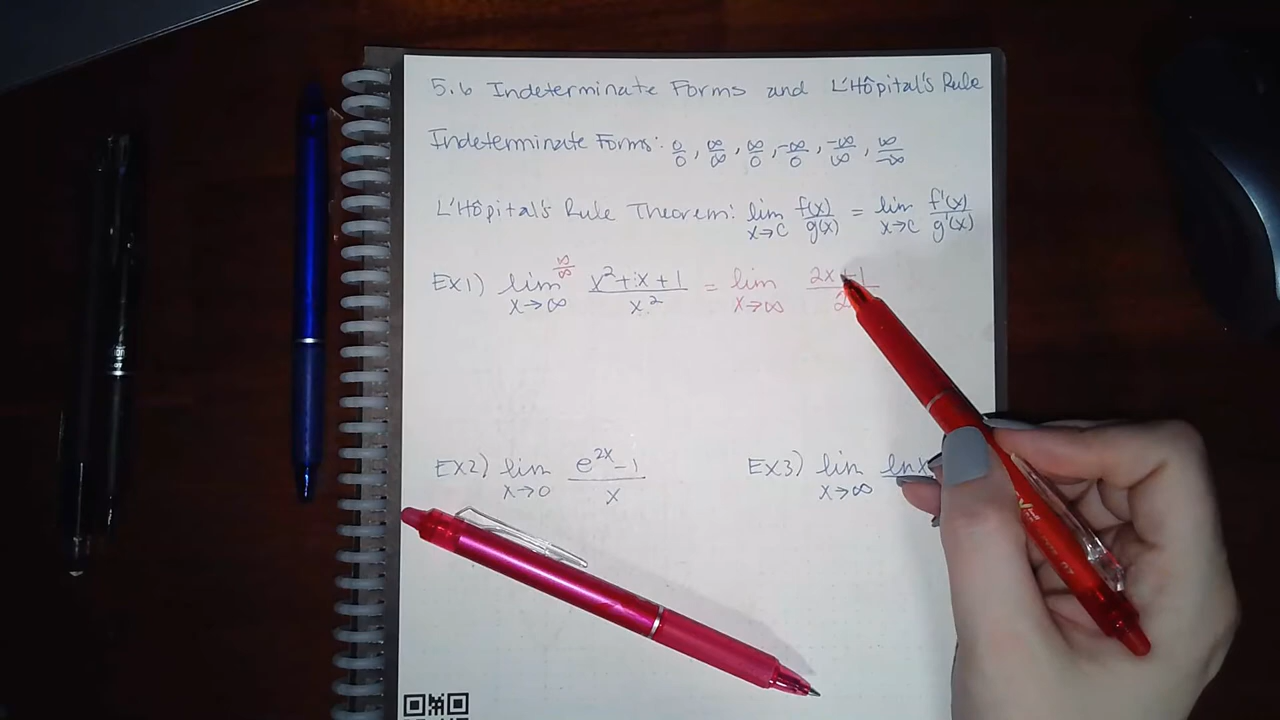 5.6 Indeterminate Forms and L'Hôpital's Rule
Indeterminate Forms: 0/0, ∞/∞, ∞/0, -∞/0, -∞/∞, ∞/-∞
L'Hôpital's Rule Theorem: lim x→c f(x)/g(x) = lim x→c f'(x)/g'(x)
EX1) lim x→∞ ∞/∞ x²+x+1/x² = lim x→∞ 2x+1/2
EX2) lim x→0 e^2x-1/x
EX3) lim x→∞ lnx